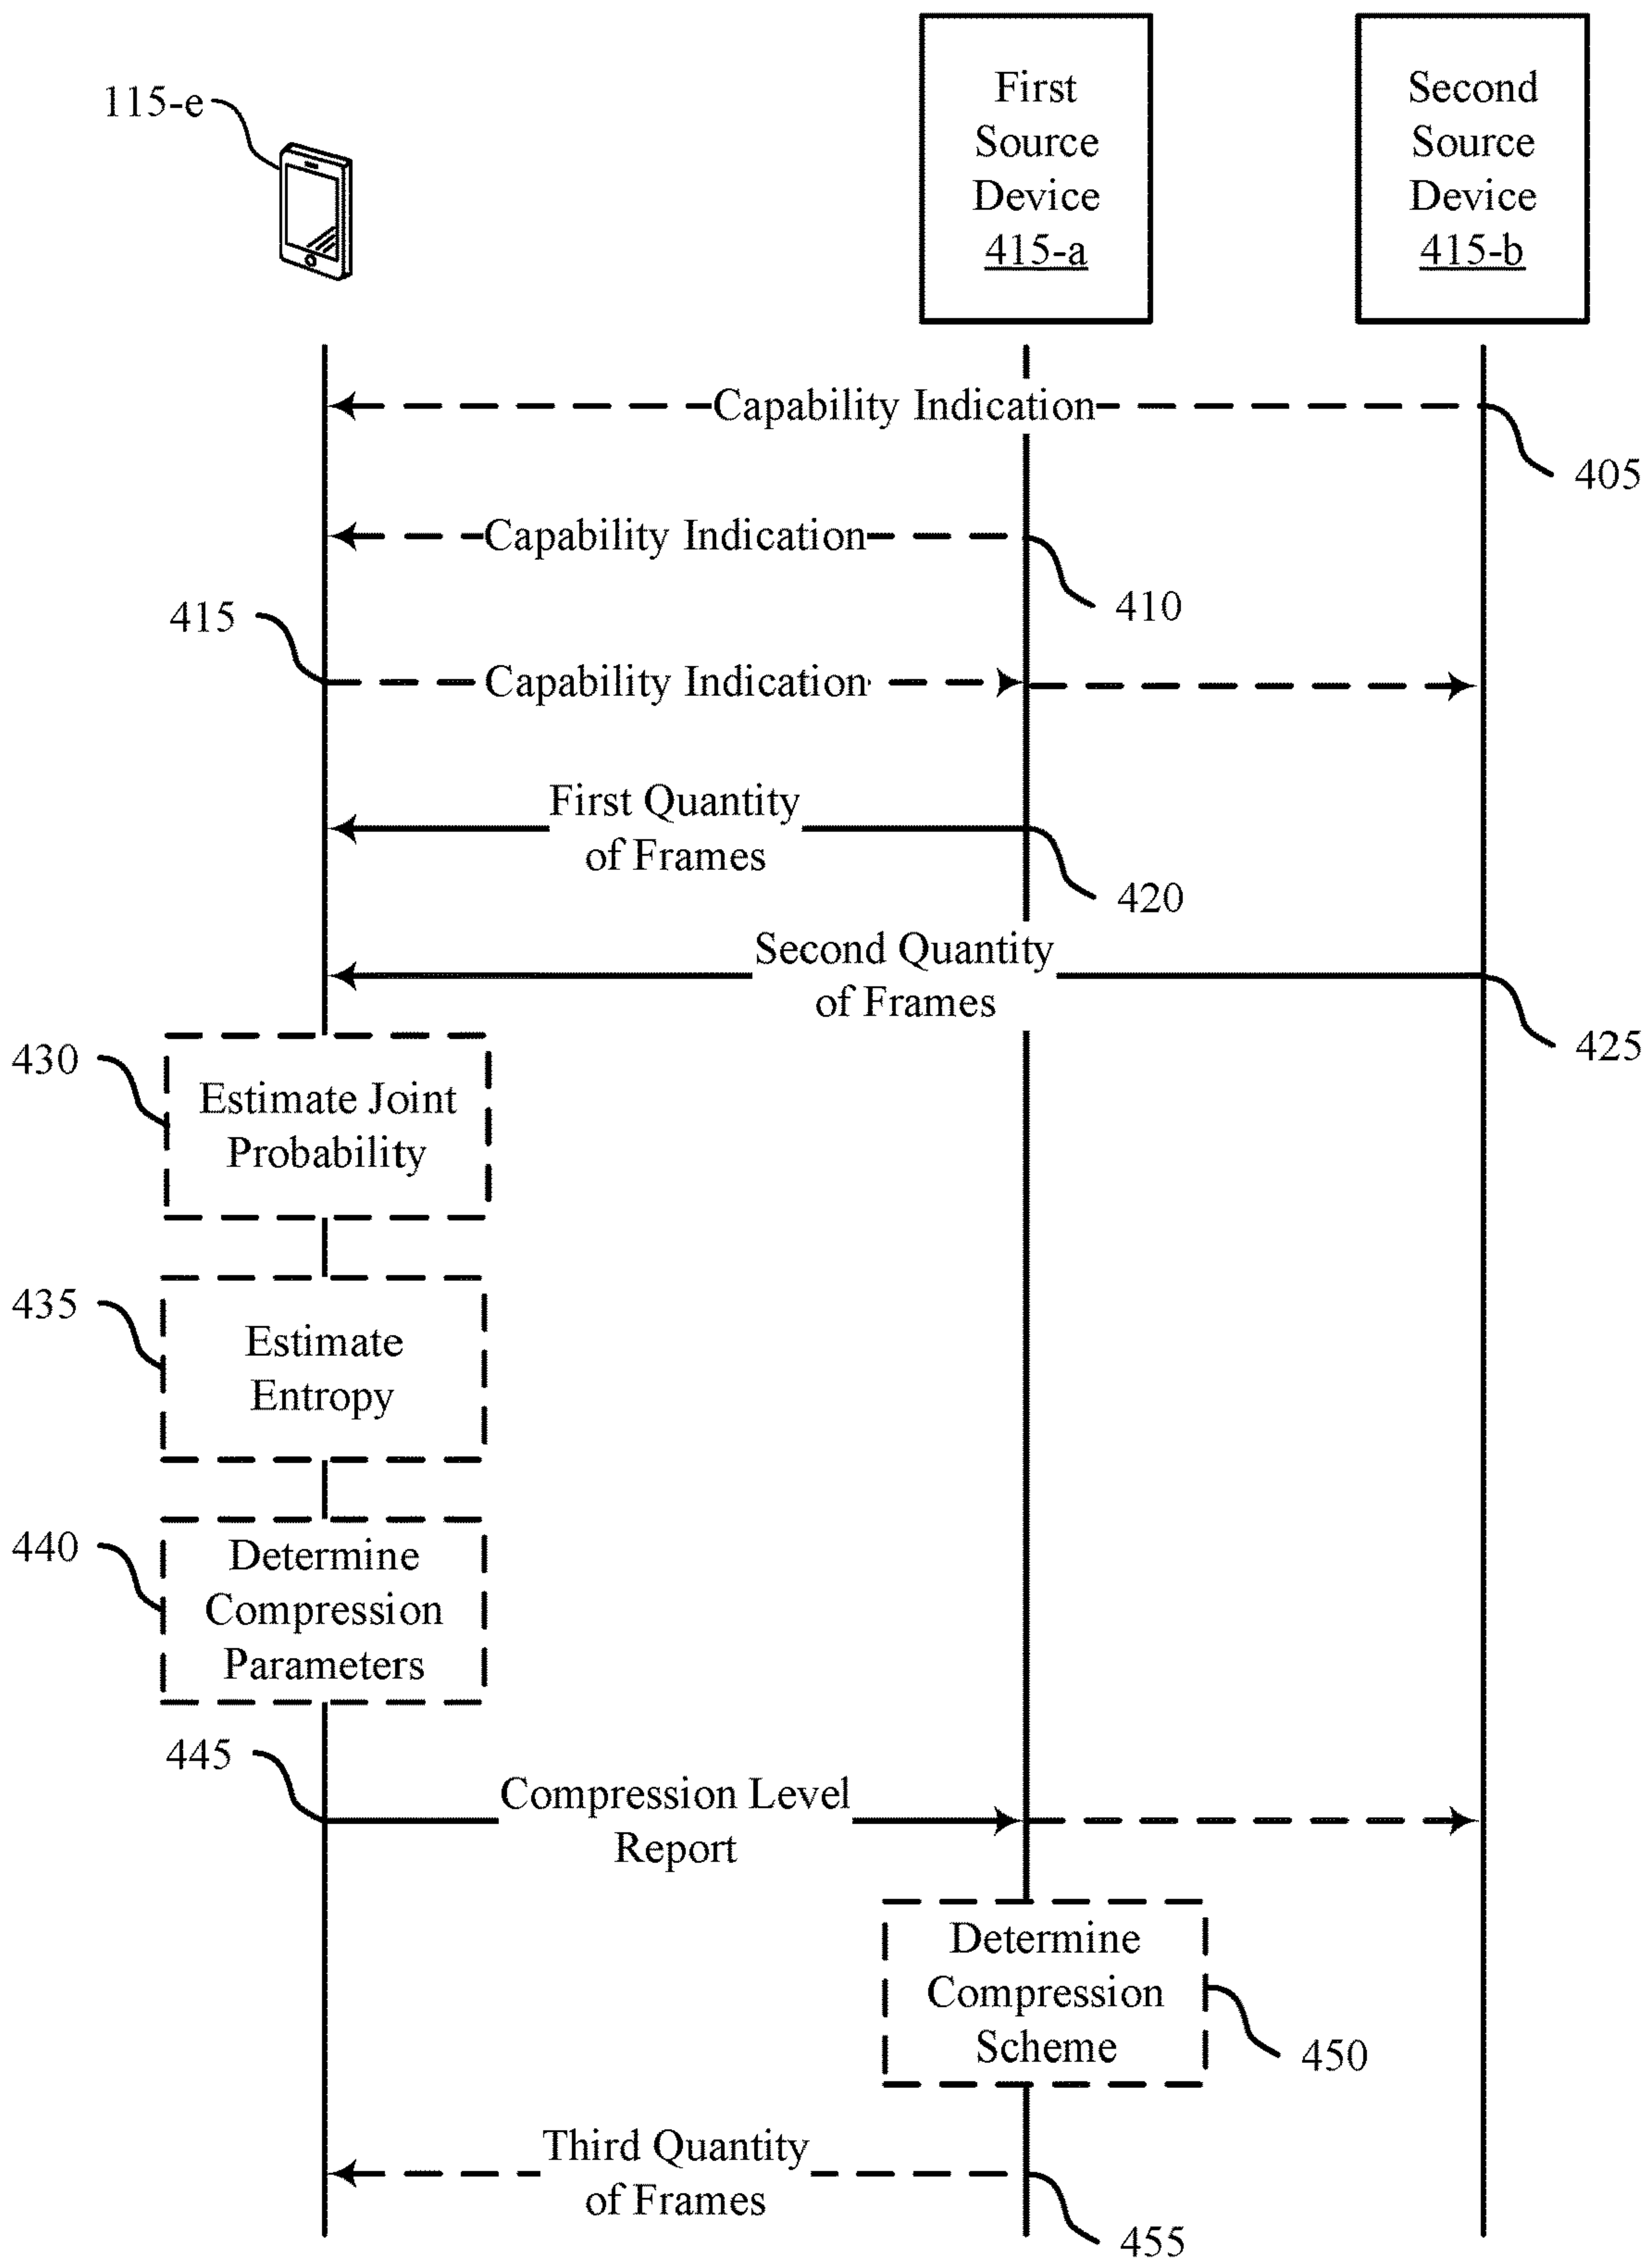 115-e
First
Source
Device
415-a
Second
Source
Device
415-b
Capability Indication
405
Capability Indication
410
415
Capability Indication
First Quantity
of Frames
420
Second Quantity
of Frames
425
430
Estimate Joint
Probability
435
Estimate
Entropy
440
Determine
Compression
Parameters
445
Compression Level
Report
Determine
Compression
Scheme
450
Third Quantity
of Frames
455